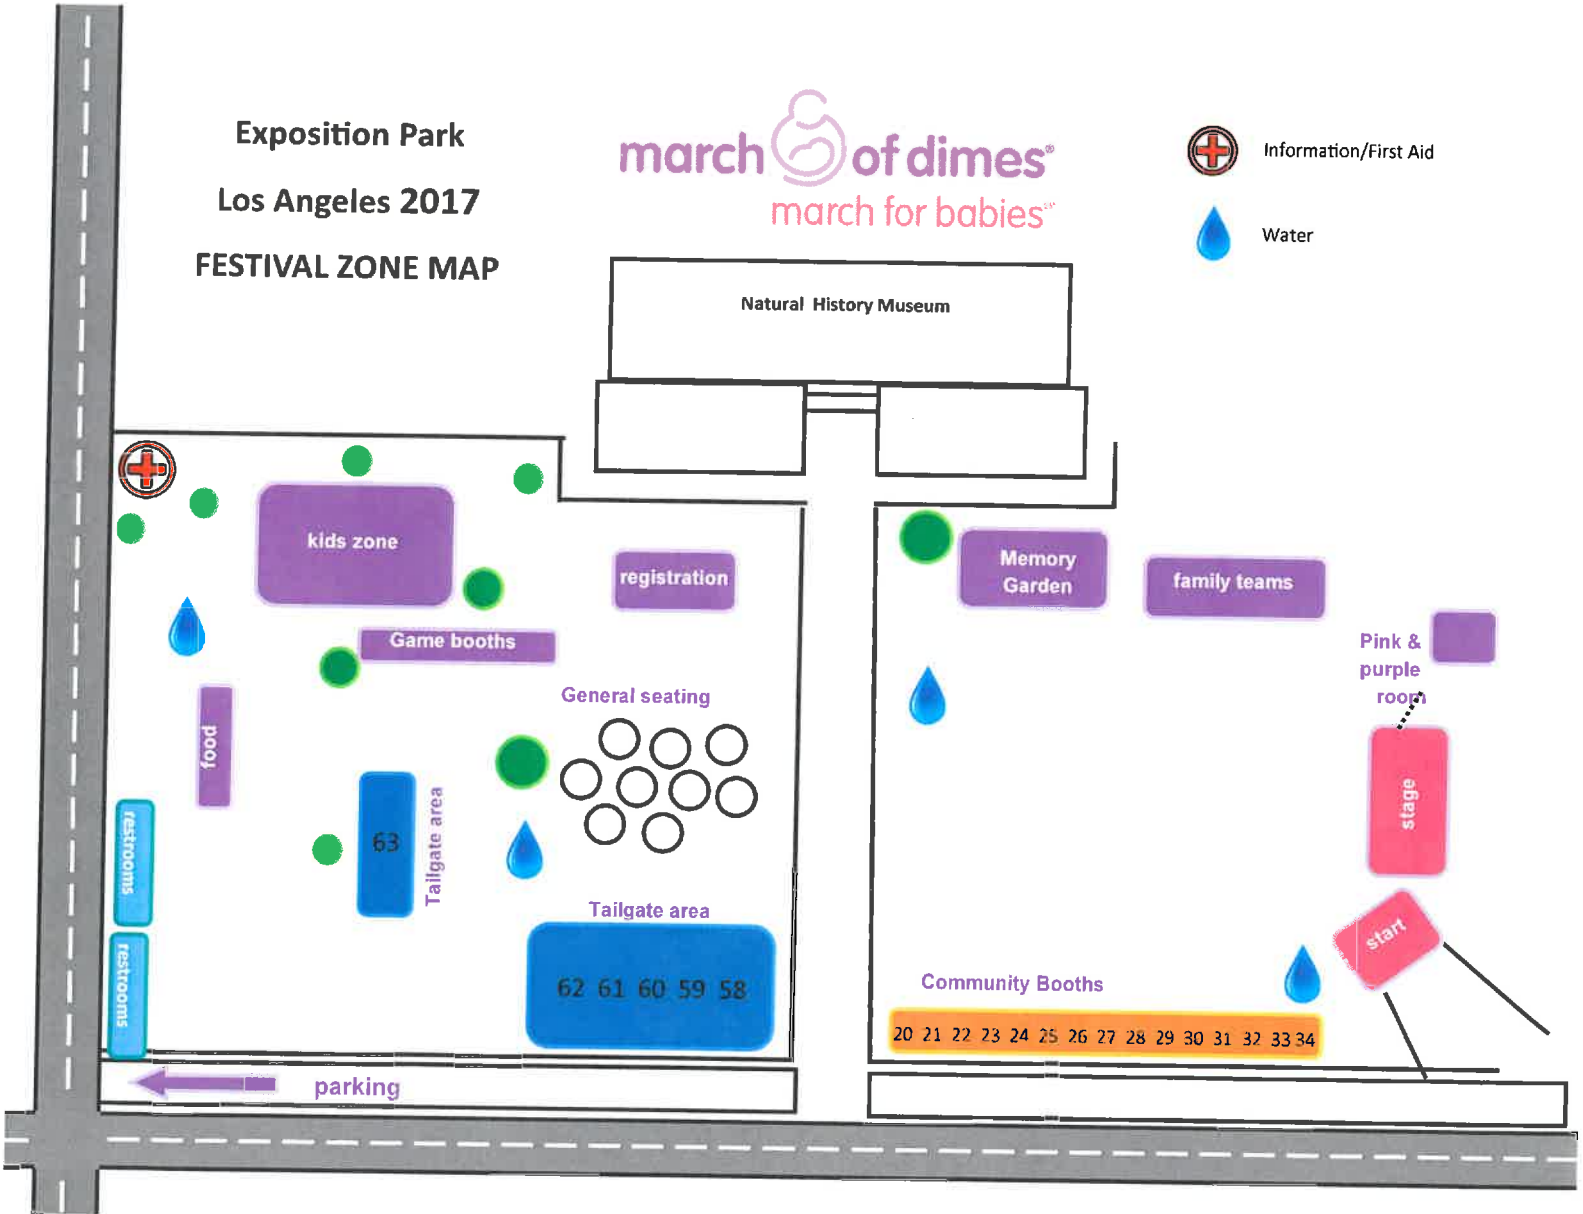 Exposition Park
Los Angeles 2017
FESTIVAL ZONE MAP
march of dimes®
march for babies℠
Information/First Aid
Water
Natural History Museum
kids zone
registration
Game booths
General seating
food
restrooms
restrooms
63
Tailgate area
Tailgate area
62 61 60 59 58
parking
Memory
Garden
family teams
Pink &
purple
room
stage
start
Community Booths
20 21 22 23 24 25 26 27 28 29 30 31 32 33 34